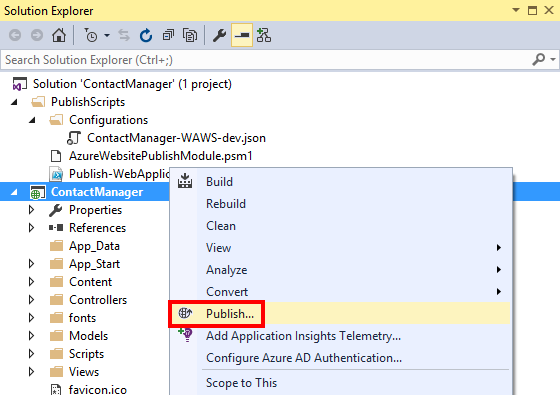 Solution Explorer
Search Solution Explorer (Ctrl+;)
Solution 'ContactManager' (1 project)
PublishScripts
Configurations
ContactManager-WAWS-dev.json
AzureWebsitePublishModule.psm1
Publish-WebApplic
ContactManager
Properties
References
App_Data
App_Start
Content
Controllers
fonts
Models
Scripts
Views
favicon.ico
Build
Rebuild
Clean
View
Analyze
Convert
Publish...
Add Application Insights Telemetry...
Configure Azure AD Authentication...
Scope to This